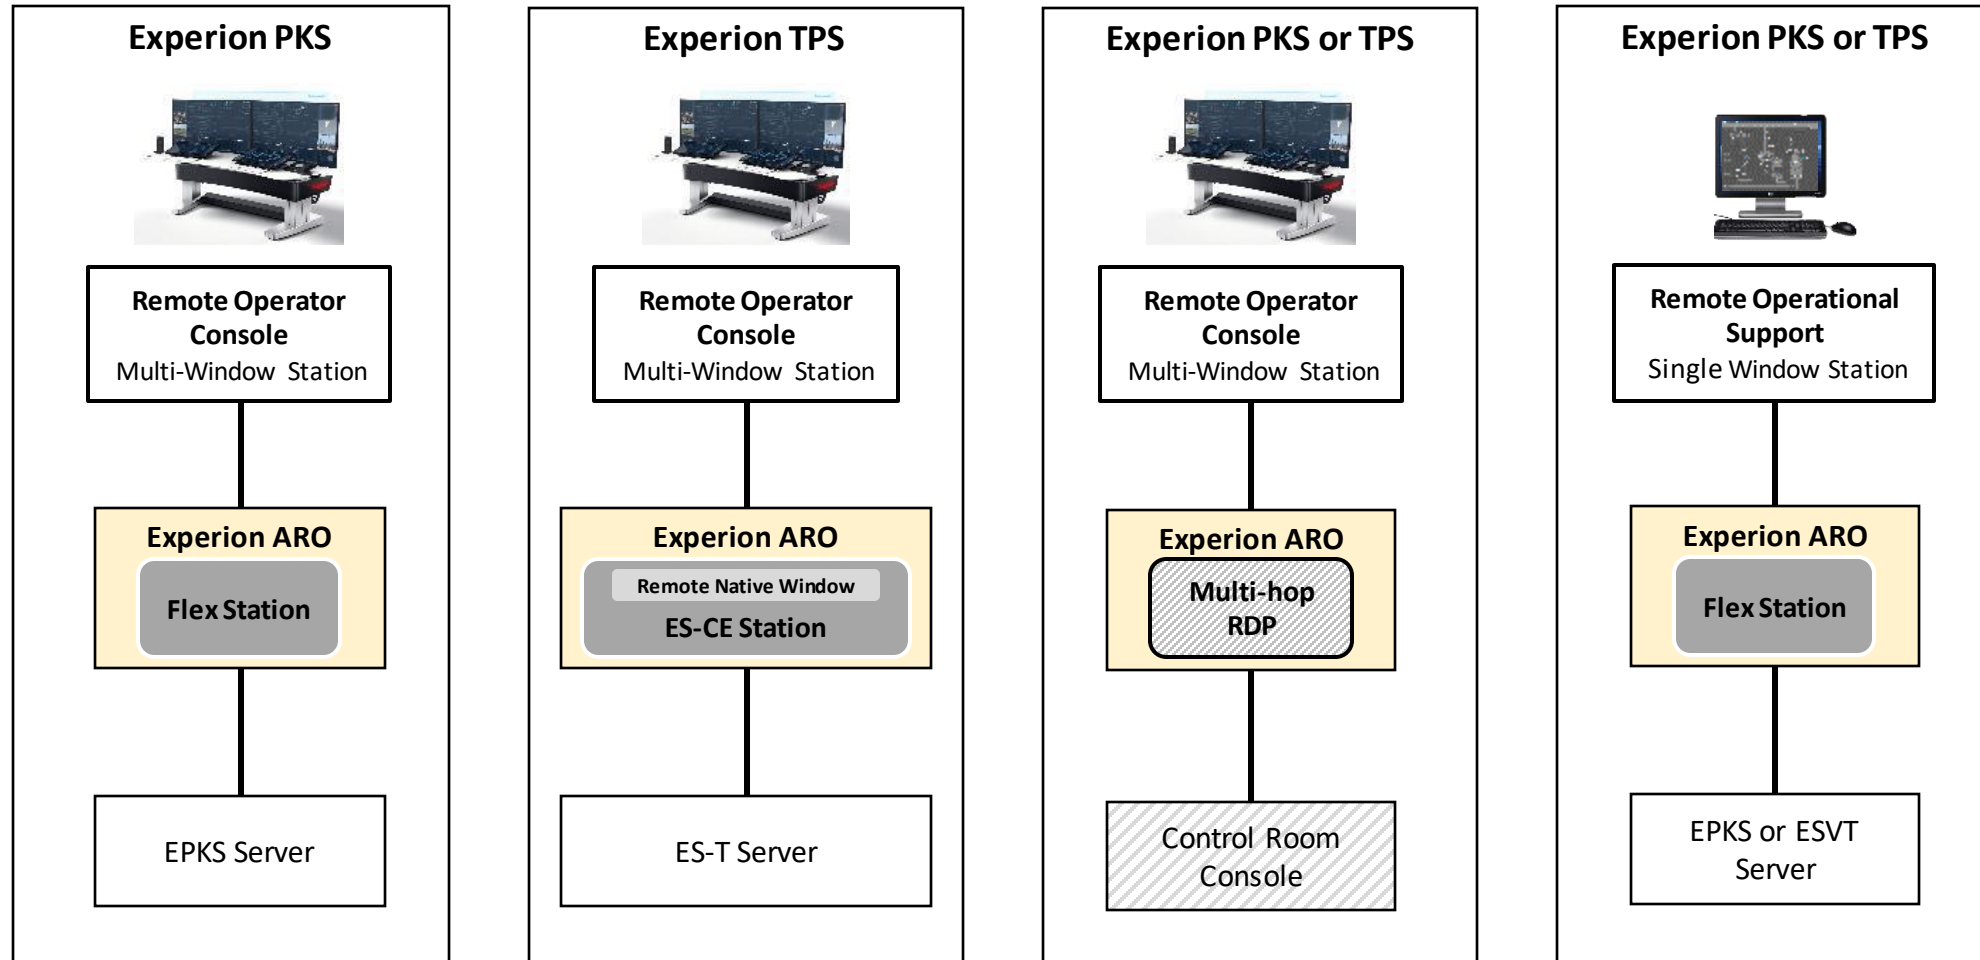 Experion PKS
Remote Operator
Console
Multi-Window Station
Experion ARO
Flex Station
EPKS Server
Experion TPS
Remote Operator
Console
Multi-Window Station
Experion ARO
Remote Native Window
ES-CE Station
ES-T Server
Experion PKS or TPS
Remote Operator
Console
Multi-Window Station
Experion ARO
Multi-hop
RDP
Control Room
Console
Experion PKS or TPS
Remote Operational
Support
Single Window Station
Experion ARO
Flex Station
EPKS or ESVT
Server